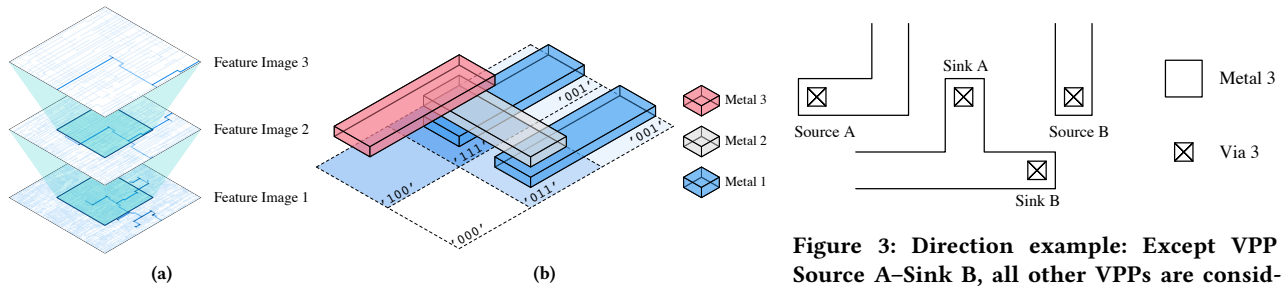 Feature Image 3
Feature Image 2
Feature Image 1
(a)
'001'
'001'
'111'
'100'
'011'
'000'
Metal 3
Metal 2
Metal 1
(b)
Sink A
Source A
Source B
Sink B
Metal 3
Via 3
Figure 3: Direction example: Except VPP
Source A–Sink B, all other VPPs are consid-